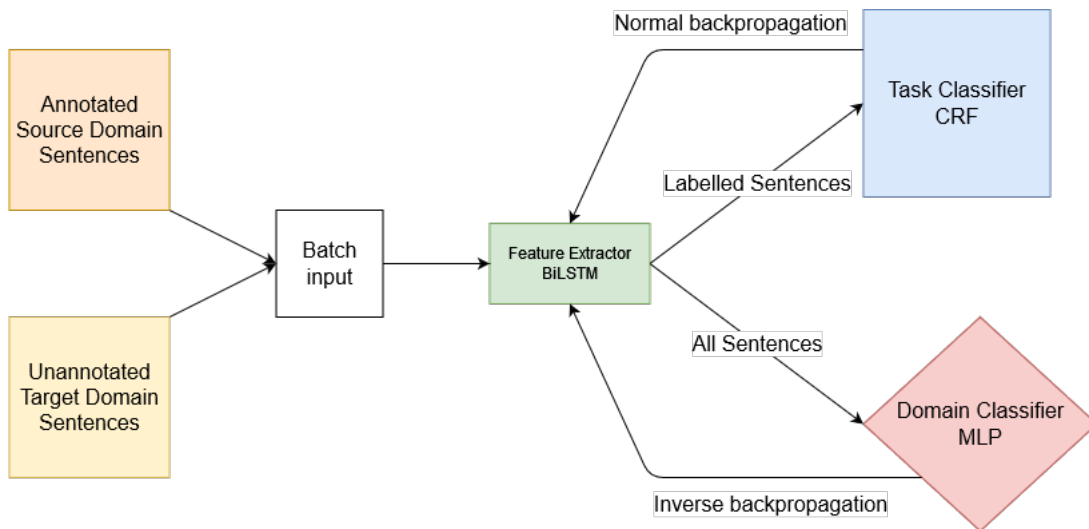 Normal backpropagation
Annotated
Source Domain
Sentences
Task Classifier
CRF
Labelled Sentences
Batch
input
Feature Extractor
BiLSTM
All Sentences
Unannotated
Target Domain
Sentences
Domain Classifier
MLP
Inverse backpropagation